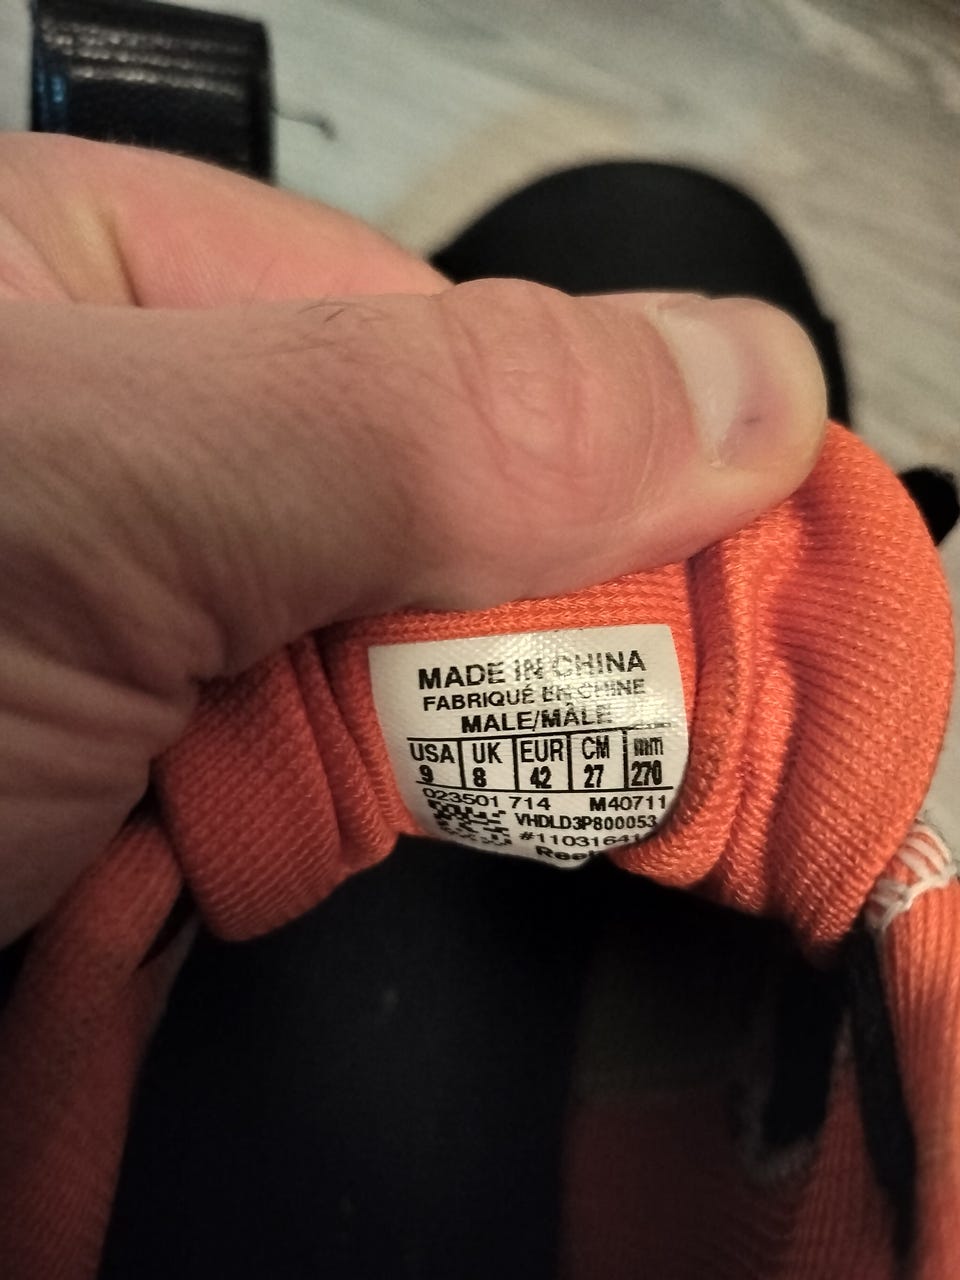 MADE IN CHINA
FABRIQUÉ EN CHINE
MALE/MÂLE
USA UK EUR CM mm
9 8 42 27 270
023501 714 M40711
VHDLD3P800053